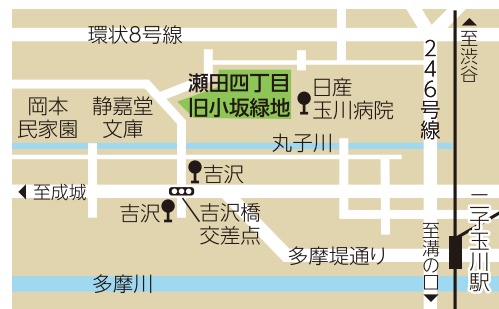 環状8号線
至渋谷
246号線
瀬田四丁目
旧小坂緑地
日産
玉川病院
岡本
民家園
静嘉堂
文庫
丸子川
吉沢
至成城
吉沢
吉沢橋
交差点
二子玉川駅
多摩堤通り
至溝の口
多摩川